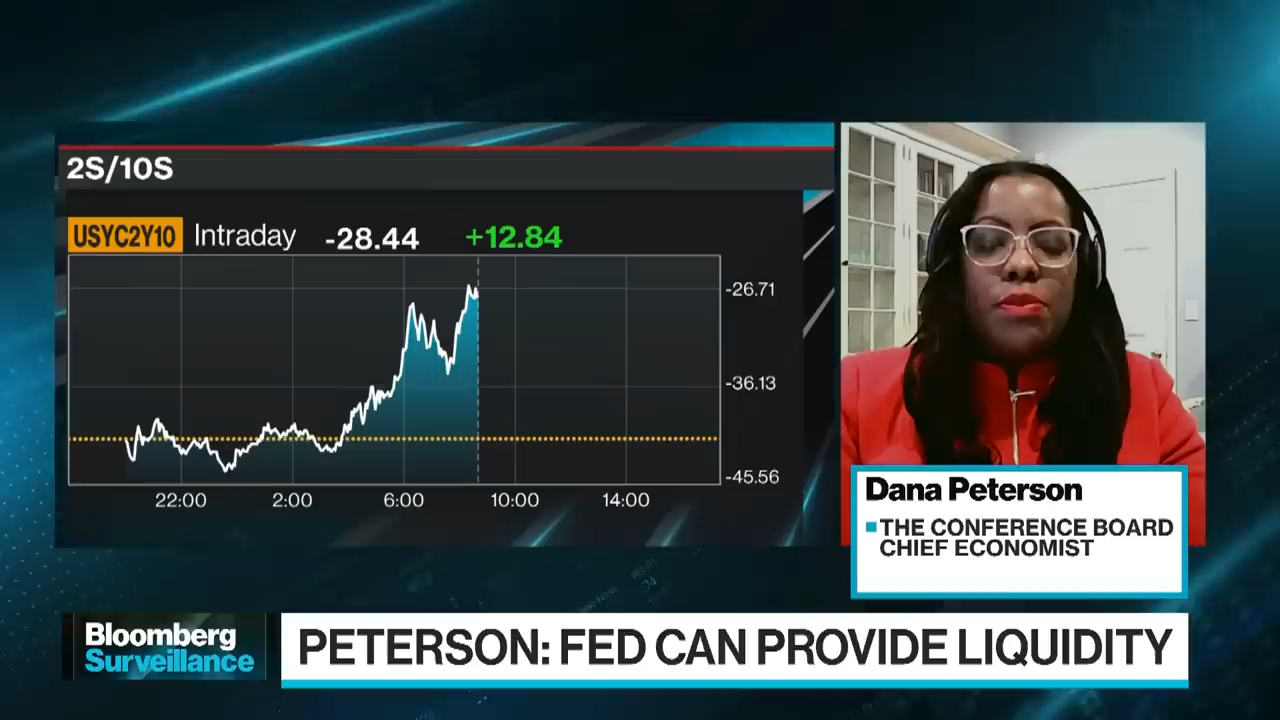 2S/10S
USYC2Y10 Intraday -28.44 +12.84
-26.71
-36.13
-45.56
22:00 2:00 6:00 10:00 14:00
Dana Peterson
THE CONFERENCE BOARD
CHIEF ECONOMIST
Bloomberg
Surveillance
PETERSON: FED CAN PROVIDE LIQUIDITY